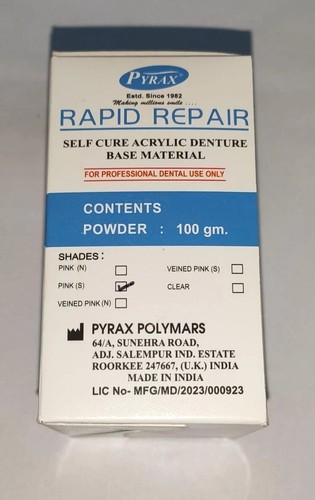 PYRAX®
Estd. Since 1982
Making millions smile ....
RAPID REPAIR
SELF CURE ACRYLIC DENTURE
BASE MATERIAL
FOR PROFESSIONAL DENTAL USE ONLY
CONTENTS
POWDER : 100 gm.
SHADES :
PINK (N)
VEINED PINK (S)
PINK (S)
CLEAR
VEINED PINK (N)
PYRAX POLYMARS
64/A, SUNEHRA ROAD,
ADJ. SALEMPUR IND. ESTATE
ROORKEE 247667, (U.K.) INDIA
MADE IN INDIA
LIC No- MFG/MD/2023/000923